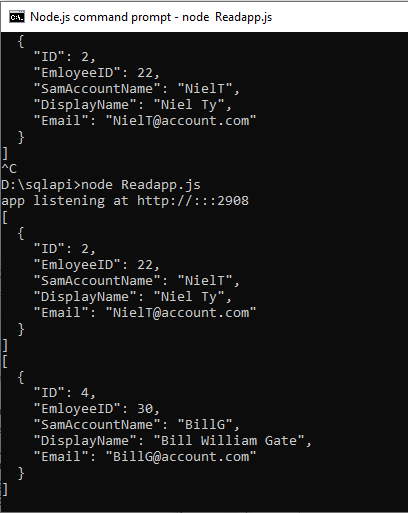 Node.js command prompt - node Readapp.js
{
"ID": 2,
"EmloyeeID": 22,
"SamAccountName": "NielT",
"DisplayName": "Niel Ty",
"Email": "NielT@account.com"
}
]
^C
D:\sqlapi>node Readapp.js
app listening at http://:::2908
[
{
"ID": 2,
"EmloyeeID": 22,
"SamAccountName": "NielT",
"DisplayName": "Niel Ty",
"Email": "NielT@account.com"
}
]
[
{
"ID": 4,
"EmloyeeID": 30,
"SamAccountName": "BillG",
"DisplayName": "Bill William Gate",
"Email": "BillG@account.com"
}
]